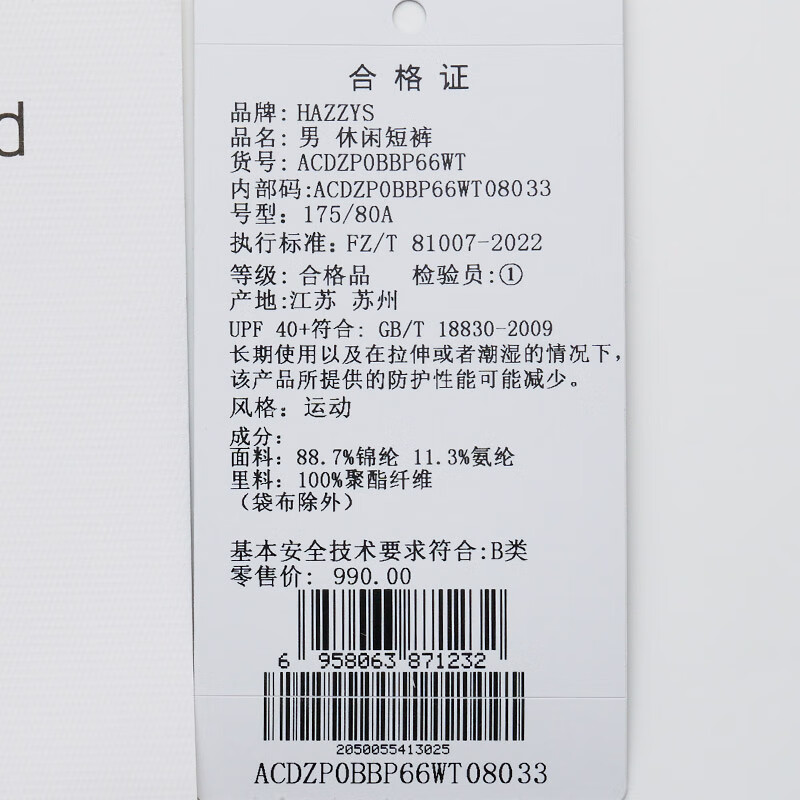 d
合格证
品牌: HAZZYS
品名: 男 休闲短裤
货号: ACDZP0BBP66WT
内部码:ACDZP0BBP66WT08033
号型: 175/80A
执行标准: FZ/T 81007-2022
等级: 合格品 检验员:①
产地:江苏 苏州
UPF 40+符合: GB/T 18830-2009
长期使用以及在拉伸或者潮湿的情况下,
该产品所提供的防护性能可能减少。
风格: 运动
成分:
面料: 88.7%锦纶 11.3%氨纶
里料: 100%聚酯纤维
（袋布除外）
基本安全技术要求符合:B类
零售价: 990.00
6 958063 871232
2050055413025
ACDZP0BBP66WT08033